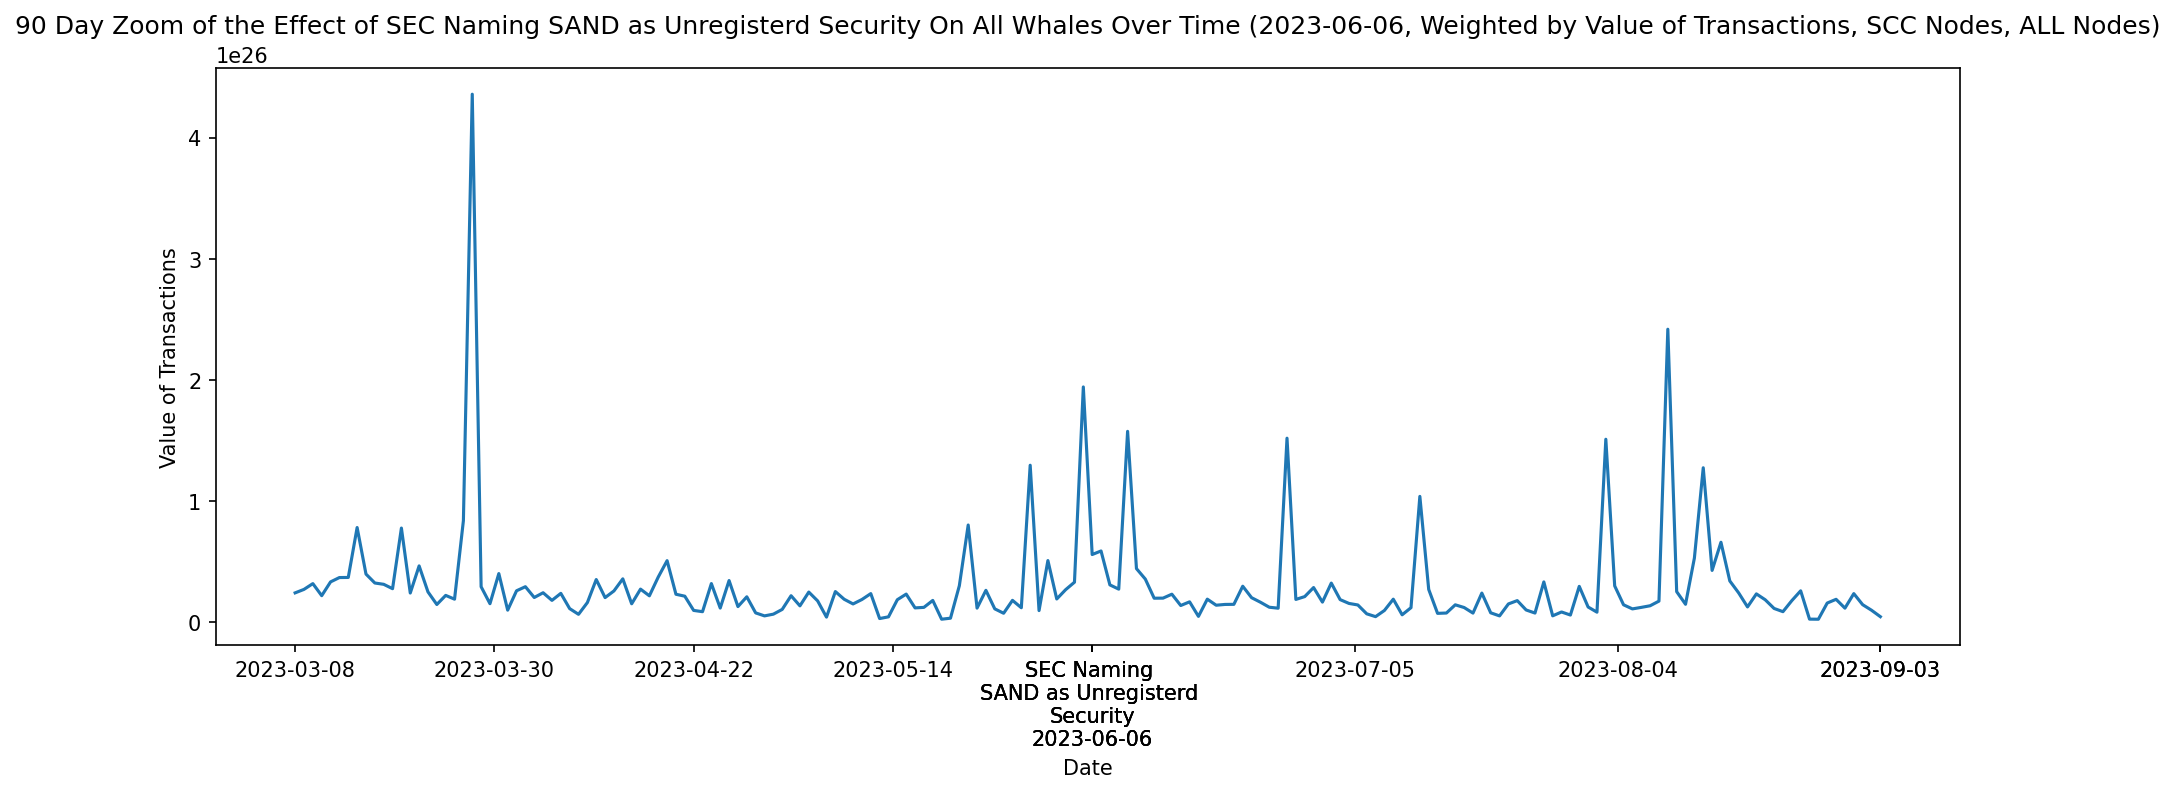 90 Day Zoom of the Effect of SEC Naming SAND as Unregisterd Security On All Whales Over Time (2023-06-06, Weighted by Value of Transactions, SCC Nodes, ALL Nodes)
1e26
4
3
2
1
0
Value of Transactions
2023-03-08
2023-03-30
2023-04-22
2023-05-14
SEC Naming
SAND as Unregisterd
Security
2023-06-06
2023-07-05
2023-08-04
2023-09-03
Date